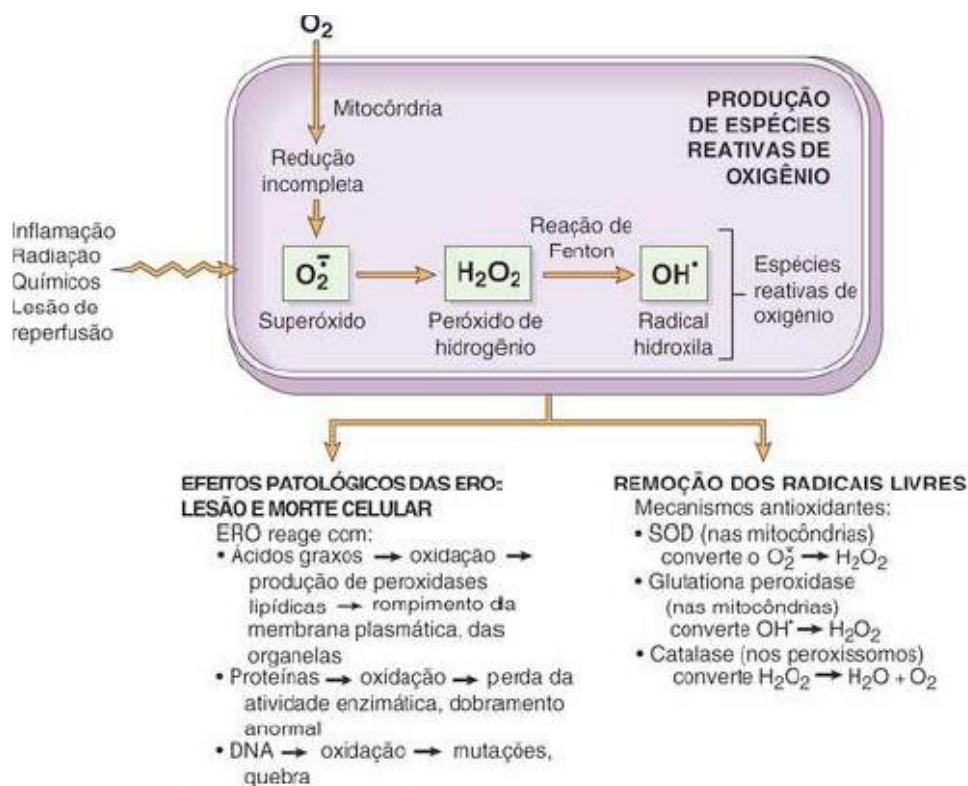 O₂
Mitocôndria
PRODUÇÃO
DE ESPÉCIES
REATIVAS DE
OXIGÊNIO
Redução
incompleta
Inflamação
Radiação
Químicos
Lesão de
reperfusão
O₂•̄
Superóxido
H₂O₂
Peróxido de
hidrogênio
Reação de
Fenton
OH•
Radical
hidroxila
Espécies
reativas de
oxigênio
EFEITOS PATOLÓGICOS DAS ERO:
LESÃO E MORTE CELULAR
ERO reage com:
• Ácidos graxos → oxidação →
produção de peroxidases
lipídicas → rompimento da
membrana plasmática, das
organelas
• Proteínas → oxidação → perda da
atividade enzimática, dobramento
anormal
• DNA → oxidação → mutações,
quebra
REMOÇÃO DOS RADICAIS LIVRES
Mecanismos antioxidantes:
• SOD (nas mitocôndrias)
converte o O₂•̄ → H₂O₂
• Glutationa peroxidase
(nas mitocôndrias)
converte OH• → H₂O₂
• Catalase (nos peroxissomos)
converte H₂O₂ → H₂O + O₂